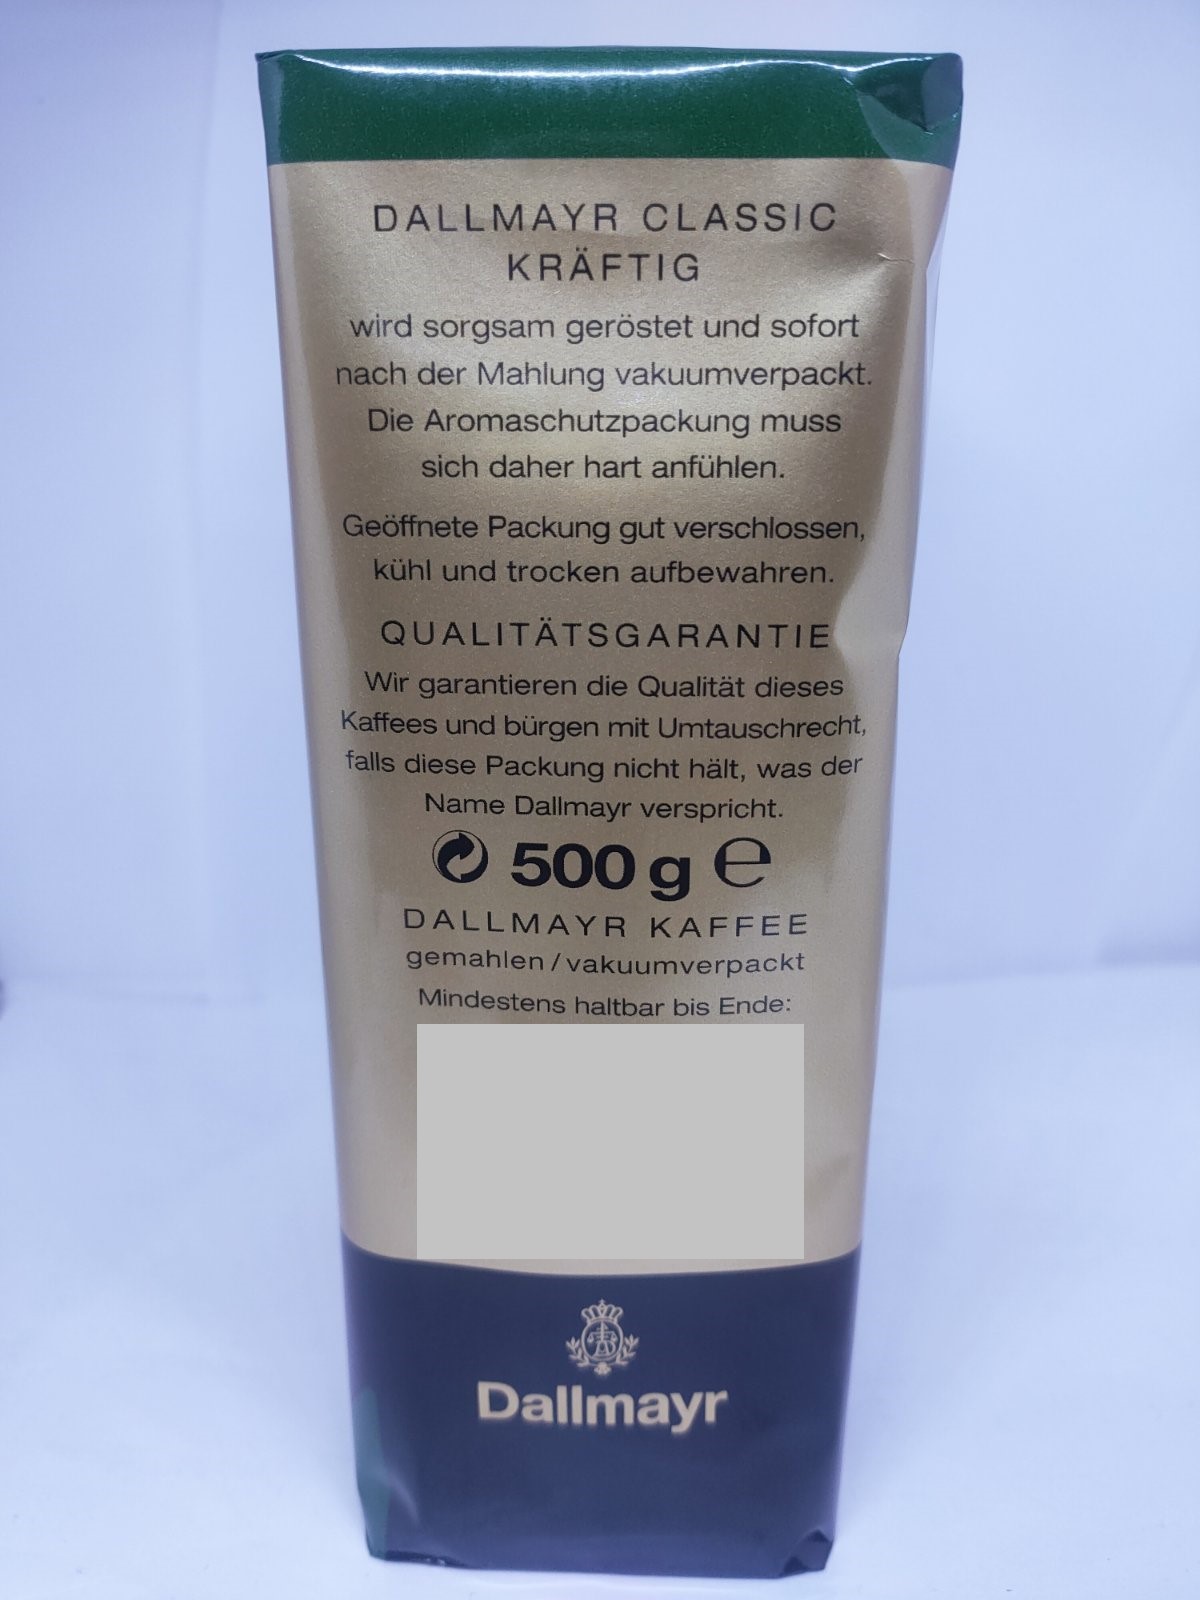 DALLMAYR CLASSIC
KRÄFTIG
wird sorgsam geröstet und sofort
nach der Mahlung vakuumverpackt.
Die Aromaschutzpackung muss
sich daher hart anfühlen.
Geöffnete Packung gut verschlossen,
kühl und trocken aufbewahren.
QUALITÄTSGARANTIE
Wir garantieren die Qualität dieses
Kaffees und bürgen mit Umtauschrecht,
falls diese Packung nicht hält, was der
Name Dallmayr verspricht.
500 g ℮
DALLMAYR KAFFEE
gemahlen/vakuumverpackt
Mindestens haltbar bis Ende:
Dallmayr